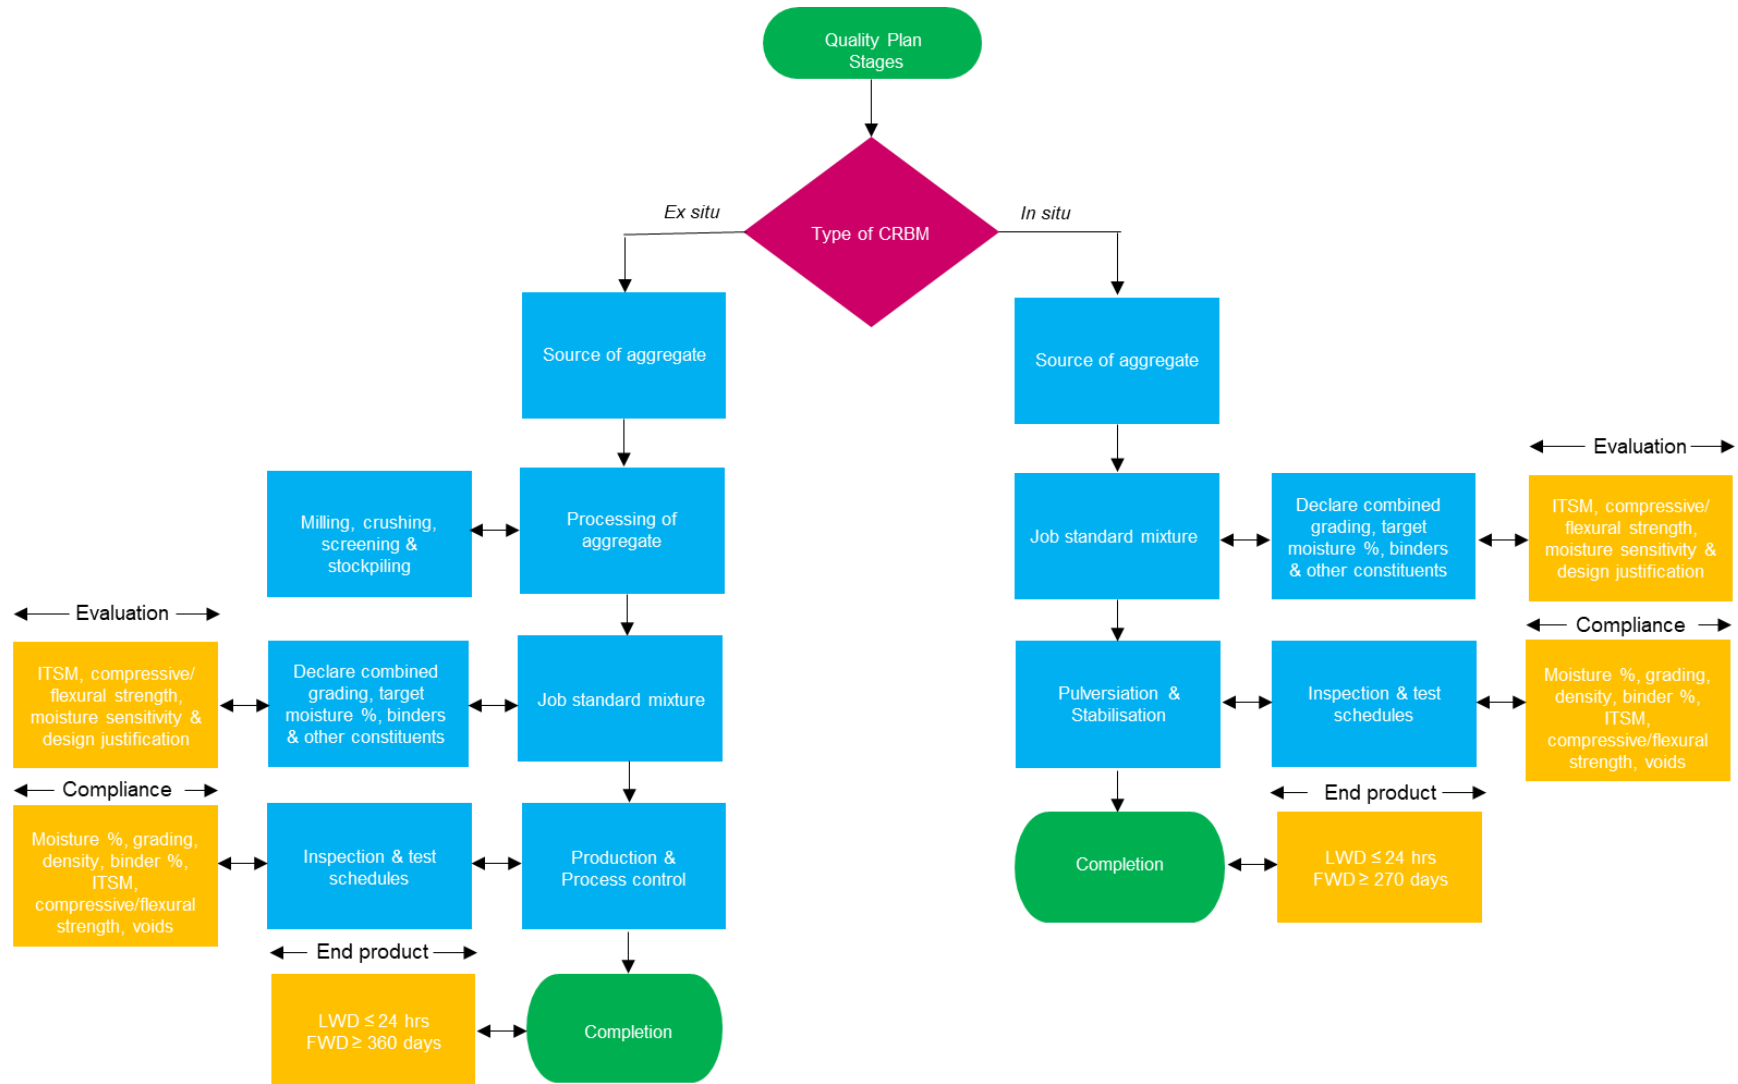 Quality Plan
Stages
Ex situ
In situ
Type of CRBM
Source of aggregate
Processing of
aggregate
Milling, crushing,
screening &
stockpiling
Evaluation
ITSM, compressive/
flexural strength,
moisture sensitivity &
design justification
Declare combined
grading, target
moisture %, binders
& other constituents
Job standard mixture
Compliance
Moisture %, grading,
density, binder %,
ITSM,
compressive/flexural
strength, voids
Inspection & test
schedules
Production &
Process control
End product
LWD ≤ 24 hrs
FWD ≥ 360 days
Completion
Source of aggregate
Job standard mixture
Declare combined
grading, target
moisture %, binders
& other constituents
Evaluation
ITSM, compressive/
flexural strength,
moisture sensitivity &
design justification
Pulversiation &
Stabilisation
Inspection & test
schedules
Compliance
Moisture %, grading,
density, binder %,
ITSM,
compressive/flexural
strength, voids
Completion
End product
LWD ≤ 24 hrs
FWD ≥ 270 days